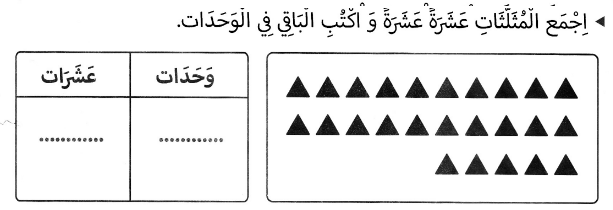 ◂ اِجْمَعَ الْمُثَلَّثَاتِ عَشَرَةً عَشَرَةً وَ اكْتُبِ الْبَاقِي فِي الْوَحَدَات.
وَحَدَات عَشَرَات
............ ............